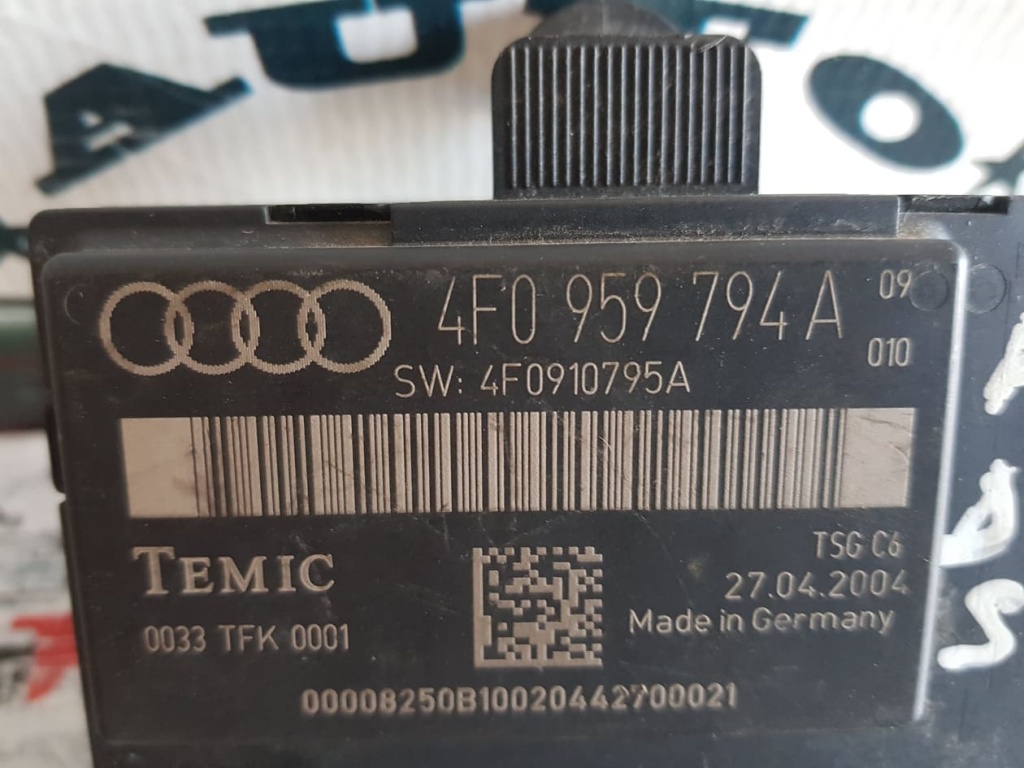 AUTO
4F0 959 794 A 09
010
SW: 4F0910795A
TEMIC
TSG C6
27.04.2004
0033 TFK 0001
Made in Germany
00008250B10020442700021